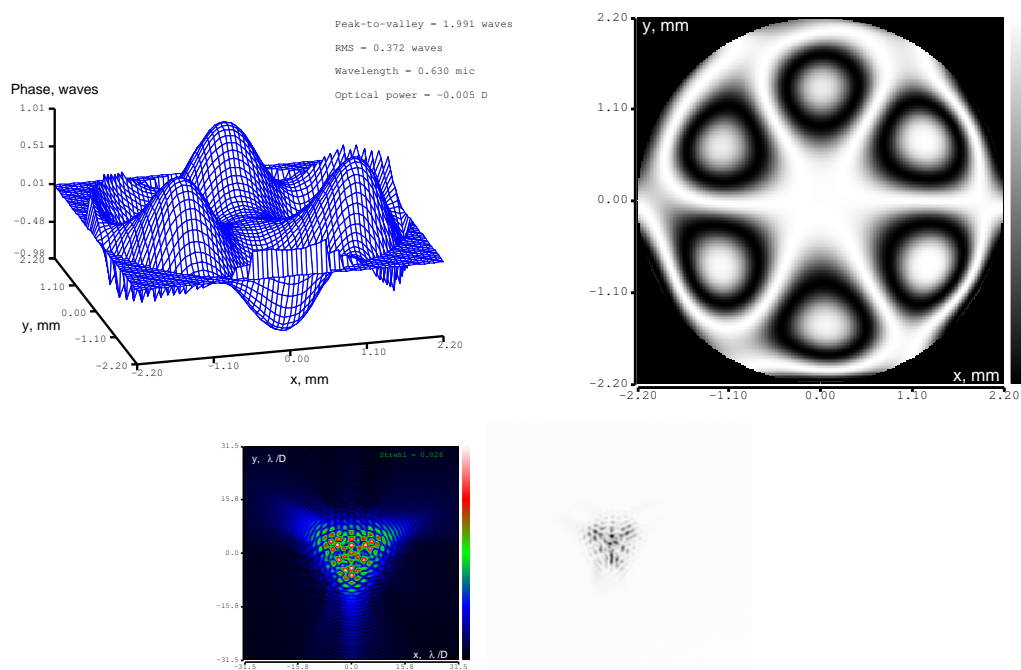 Peak-to-valley = 1.991 waves
RMS = 0.372 waves
Wavelength = 0.630 mic
Optical power = -0.005 D
Phase, waves
1.01
0.51
0.01
-0.48
-0.98
2.20
1.10
0.00
-1.10
-2.20
y, mm
-2.20
-1.10
0.00
1.10
2.20
x, mm
2.20
y, mm
1.10
0.00
-1.10
-2.20
x, mm
-2.20
-1.10
0.00
1.10
2.20
31.5
y, λ/D
Strehl = 0.026
15.8
0.0
-15.8
-31.5
x, λ/D
-31.5
-15.8
0.0
15.8
31.5